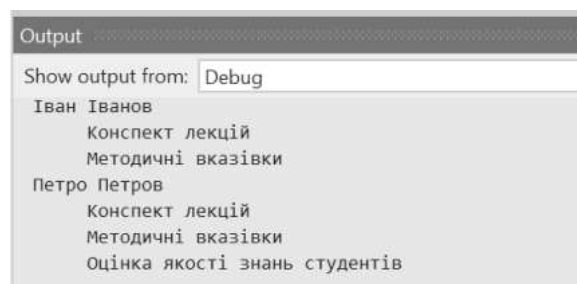 Output
Show output from: Debug
Іван Іванов
Конспект лекцій
Методичні вказівки
Петро Петров
Конспект лекцій
Методичні вказівки
Оцінка якості знань студентів